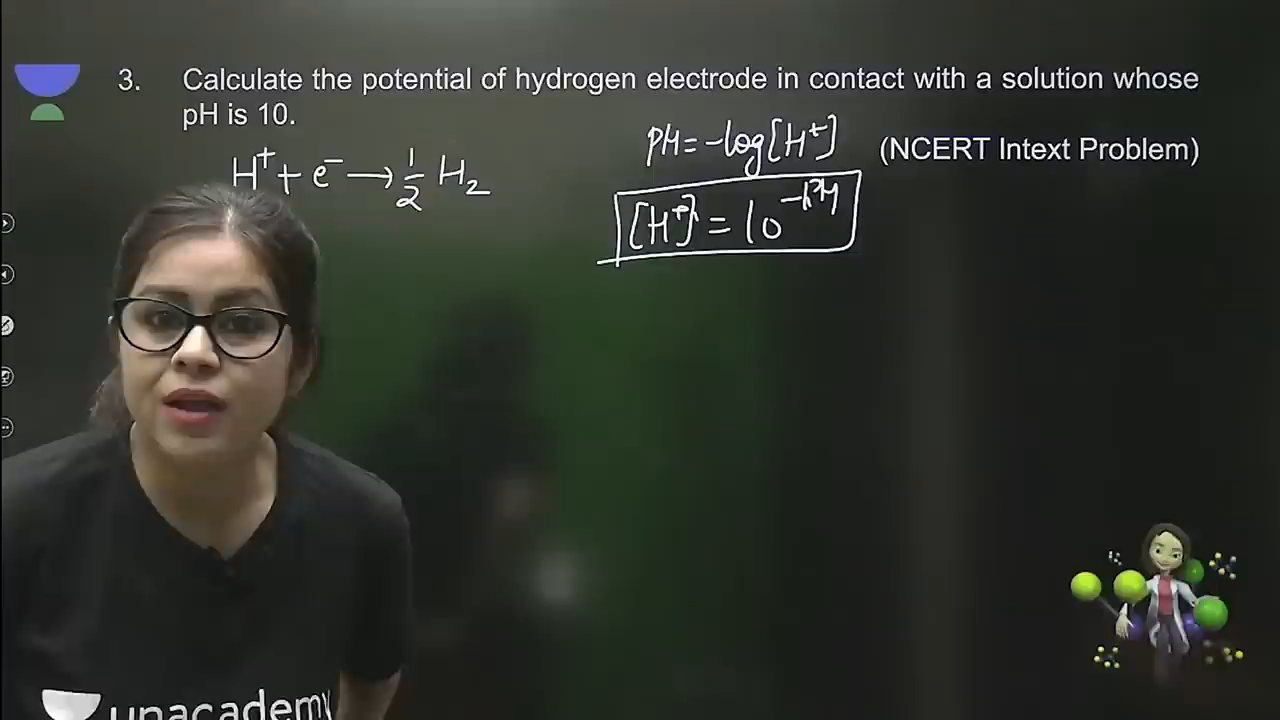 3. Calculate the potential of hydrogen electrode in contact with a solution whose
pH is 10.
(NCERT Intext Problem)
H⁺ + e⁻ → 1/2 H₂
PH = -log[H⁺]
[H⁺] = 10^-PH
unacademy